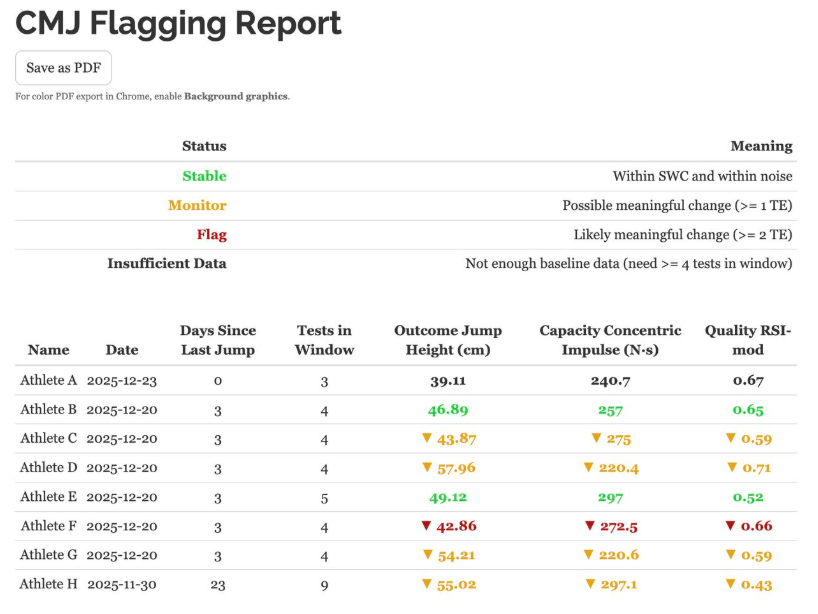 CMJ Flagging Report
Save as PDF
For color PDF export in Chrome, enable Background graphics.
Status Meaning
Stable Within SWC and within noise
Monitor Possible meaningful change (>= 1 TE)
Flag Likely meaningful change (>= 2 TE)
Insufficient Data Not enough baseline data (need >= 4 tests in window)
Name Date Days Since Last Jump Tests in Window Outcome Jump Height (cm) Capacity Concentric Impulse (N·s) Quality RSI-mod
Athlete A 2025-12-23 0 3 39.11 240.7 0.67
Athlete B 2025-12-20 3 4 46.89 257 0.65
Athlete C 2025-12-20 3 4 ▼ 43.87 ▼ 275 ▼ 0.59
Athlete D 2025-12-20 3 4 ▼ 57.96 ▼ 220.4 ▼ 0.71
Athlete E 2025-12-20 3 5 49.12 297 0.52
Athlete F 2025-12-20 3 4 ▼ 42.86 ▼ 272.5 ▼ 0.66
Athlete G 2025-12-20 3 4 ▼ 54.21 ▼ 220.6 ▼ 0.59
Athlete H 2025-11-30 23 9 ▼ 55.02 ▼ 297.1 ▼ 0.43